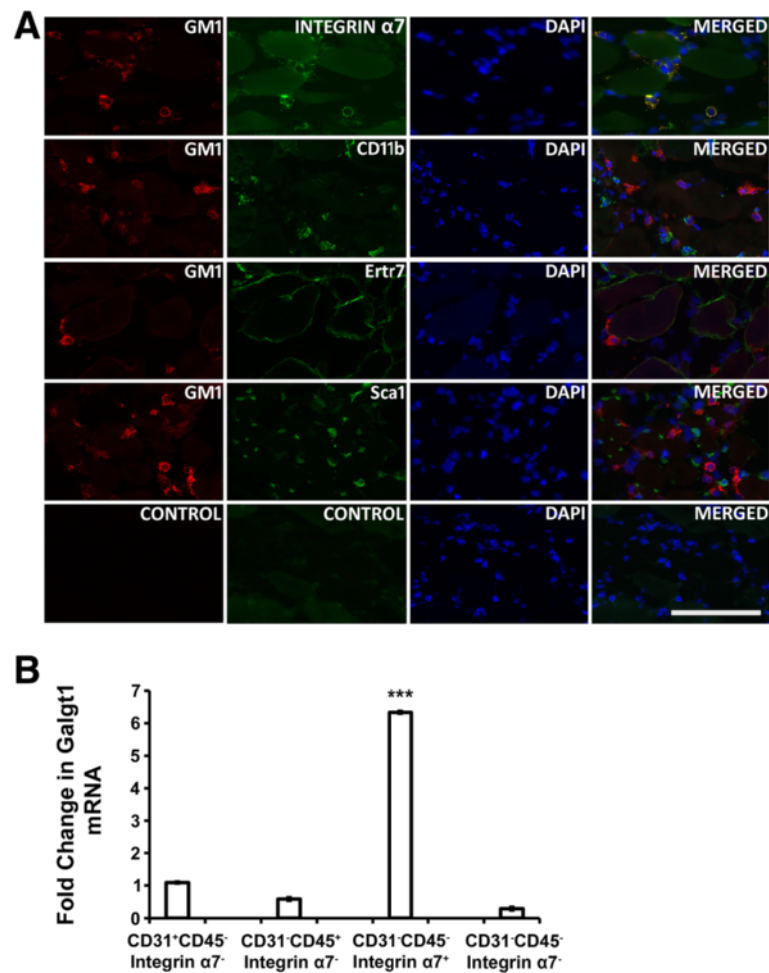 A
GM1 INTEGRIN α7 DAPI MERGED
GM1 CD11b DAPI MERGED
GM1 Ertr7 DAPI MERGED
GM1 Sca1 DAPI MERGED
CONTROL CONTROL DAPI MERGED
B
Fold Change in Galgt1
mRNA
7
6
5
4
3
2
1
0
***
CD31⁺CD45⁻ CD31⁻CD45⁺ CD31⁻CD45⁻ CD31⁻CD45⁻
Integrin α7⁻ Integrin α7⁻ Integrin α7⁺ Integrin α7⁻